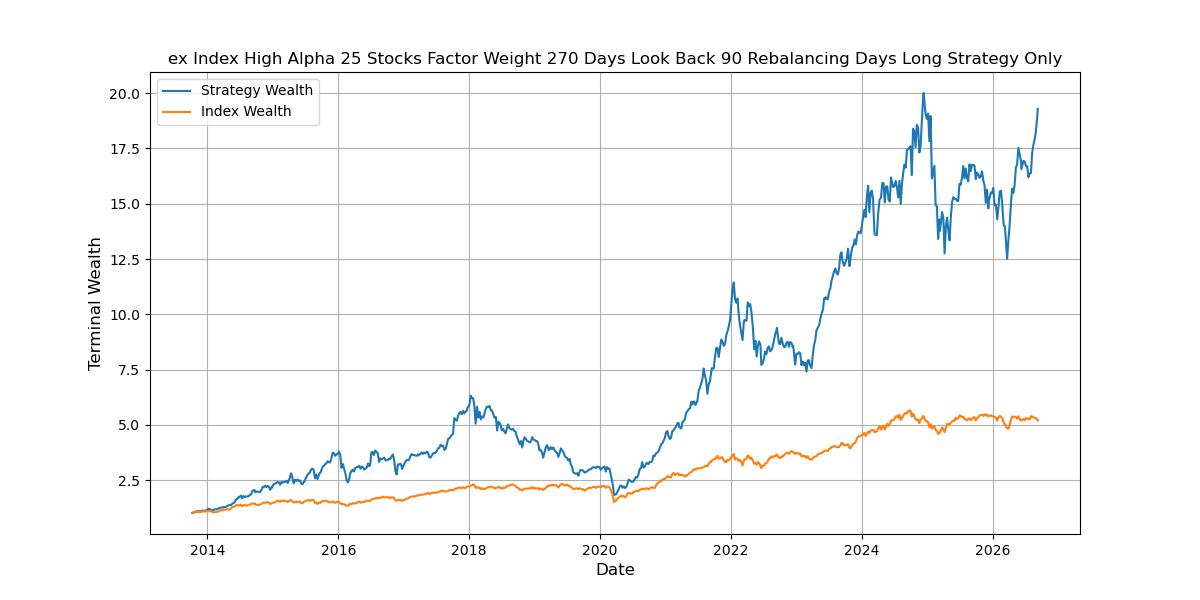 ex Index High Alpha 25 Stocks Factor Weight 270 Days Look Back 90 Rebalancing Days Long Strategy Only
Strategy Wealth
Index Wealth
Terminal Wealth
20.0
17.5
15.0
12.5
10.0
7.5
5.0
2.5
2014 2016 2018 2020 2022 2024 2026
Date